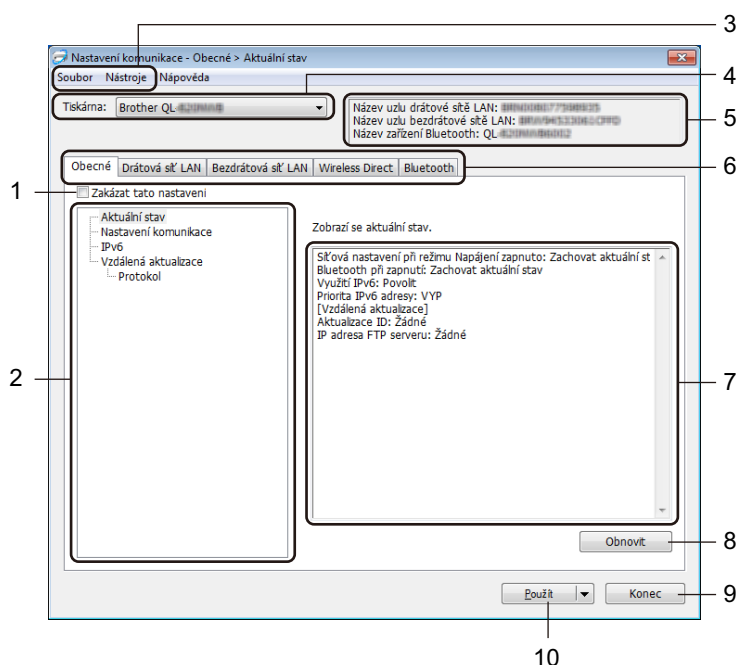 3
Nastavení komunikace - Obecné > Aktuální stav
Soubor Nástroje Nápověda
4
Tiskárna: Brother QL-
Název uzlu drátové sítě LAN:
Název uzlu bezdrátové sítě LAN:
Název zařízení Bluetooth: QL-
5
Obecné Drátová síť LAN Bezdrátová síť LAN Wireless Direct Bluetooth
6
1
Zakázat tato nastaveni
Aktuální stav
Nastavení komunikace
IPv6
Vzdálená aktualizace
Protokol
2
Zobrazí se aktuální stav.
Síťová nastavení při režimu Napájení zapnuto: Zachovat aktuální st
Bluetooth při zapnutí: Zachovat aktuální stav
Využití IPv6: Povolit
Priorita IPv6 adresy: VYP
[Vzdálená aktualizace]
Aktualizace ID: Žádné
IP adresa FTP serveru: Žádné
7
Obnovit
8
Použít
Konec
9
10